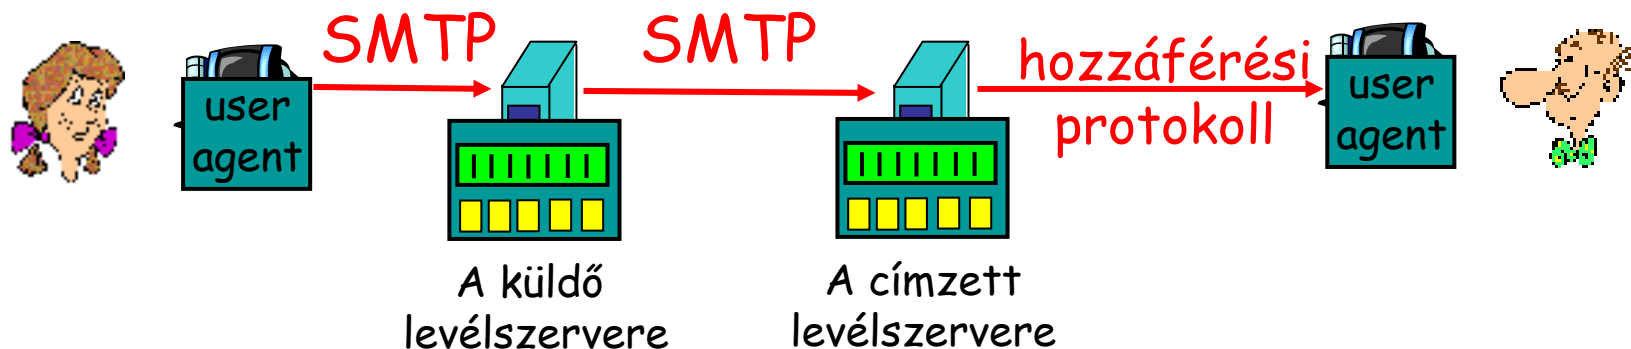 SMTP
SMTP
hozzáférési
protokoll
user
agent
user
agent
A küldő
levélszervere
A címzett
levélszervere